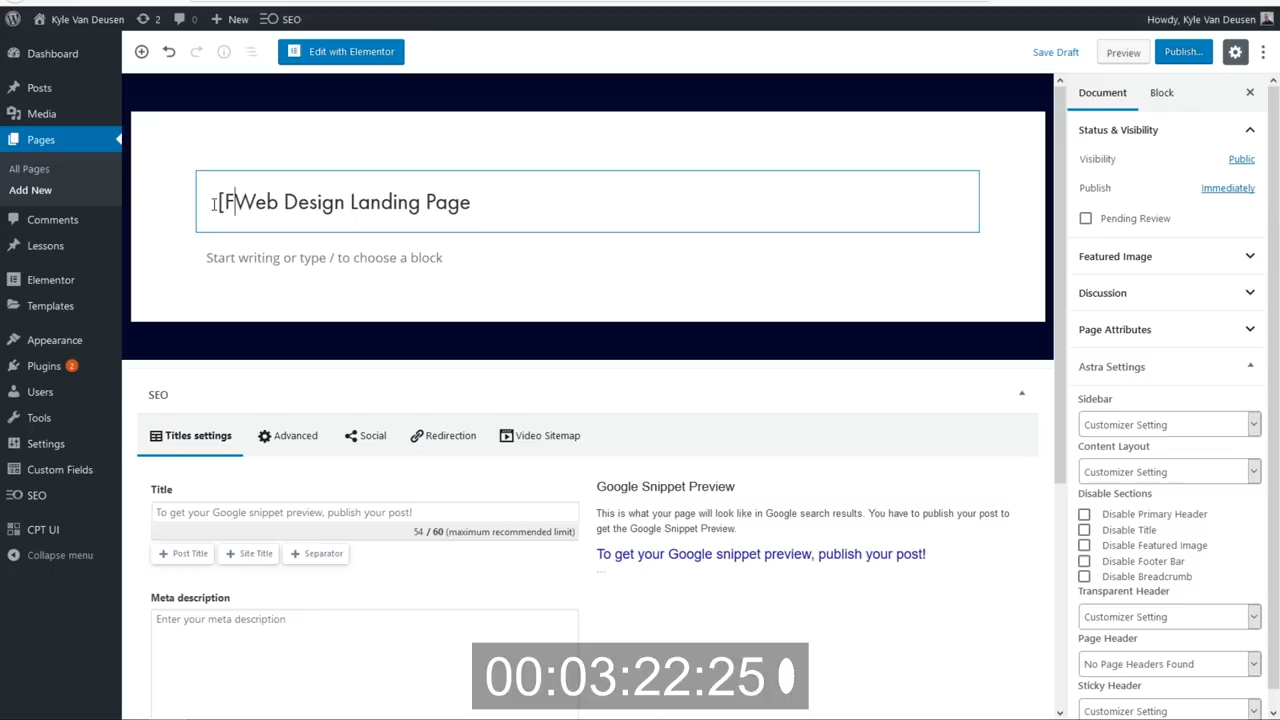 Kyle Van Deusen 2 0 New SEO Howdy, Kyle Van Deusen
Dashboard
Posts
Media
Pages
All Pages
Add New
Comments
Lessons
Elementor
Templates
Appearance
Plugins 2
Users
Tools
Settings
Custom Fields
SEO
CPT UI
Collapse menu
Edit with Elementor
Save Draft Preview Publish...
[FWeb Design Landing Page
Start writing or type / to choose a block
SEO
Titles settings Advanced Social Redirection Video Sitemap
Title
To get your Google snippet preview, publish your post!
54 / 60 (maximum recommended limit)
+ Post Title + Site Title + Separator
Meta description
Enter your meta description
Google Snippet Preview
This is what your page will look like in Google search results. You have to publish your post to
get the Google Snippet Preview.
To get your Google snippet preview, publish your post!
...
Document Block
Status & Visibility
Visibility Public
Publish Immediately
Pending Review
Featured Image
Discussion
Page Attributes
Astra Settings
Sidebar
Customizer Setting
Content Layout
Customizer Setting
Disable Sections
Disable Primary Header
Disable Title
Disable Featured Image
Disable Footer Bar
Disable Breadcrumb
Transparent Header
Customizer Setting
Page Header
No Page Headers Found
Sticky Header
Customizer Setting
00:03:22:25